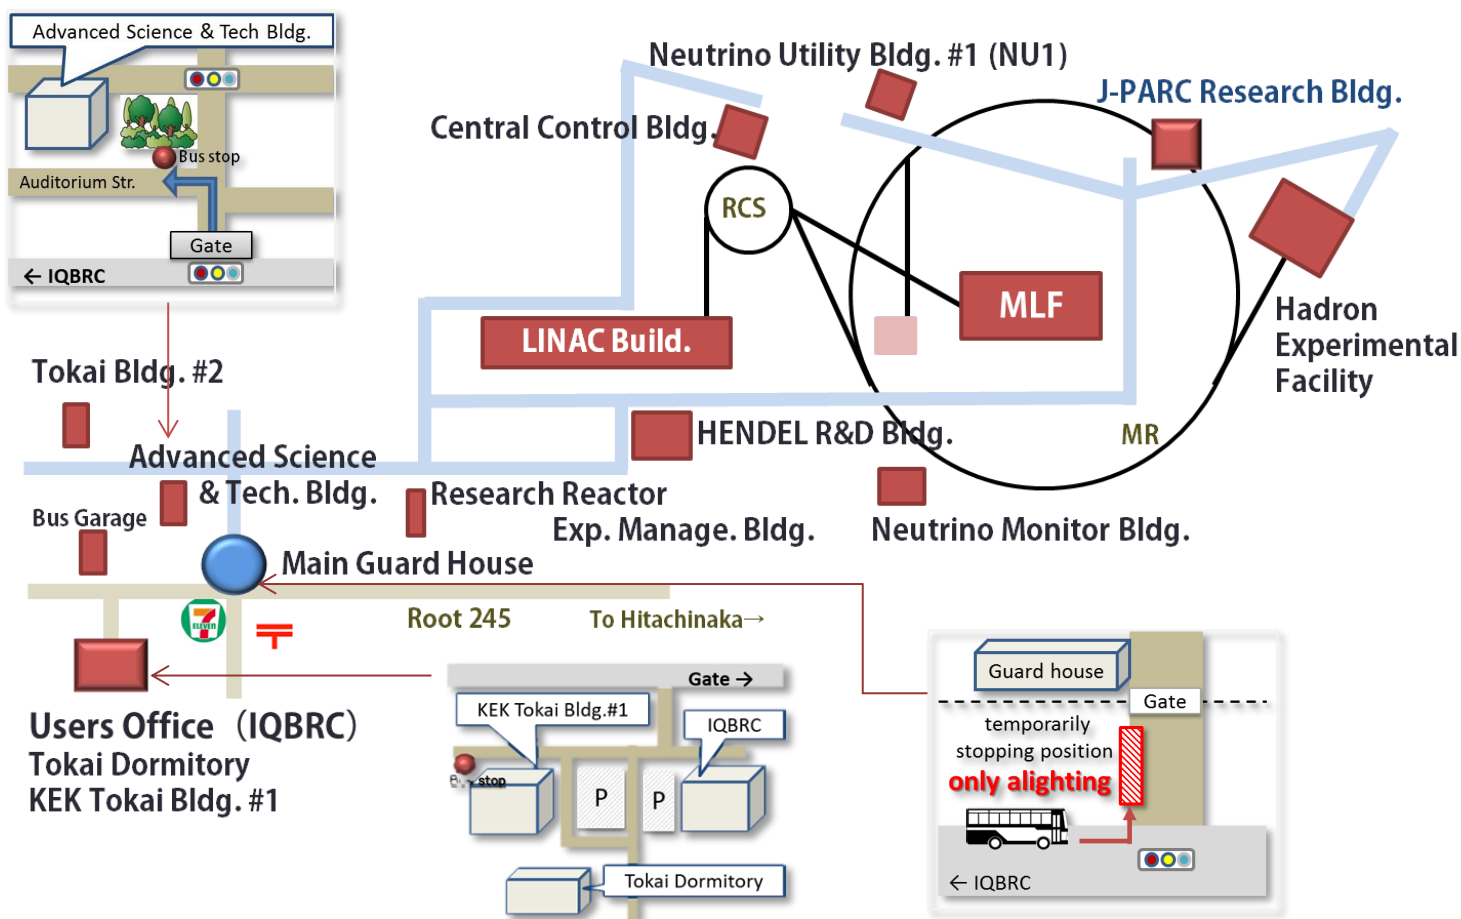 Advanced Science & Tech Bldg.
Bus stop
Auditorium Str.
Gate
← IQBRC
Neutrino Utility Bldg. #1 (NU1)
J-PARC Research Bldg.
Central Control Bldg.
RCS
MLF
LINAC Build.
Hadron
Experimental
Facility
Tokai Bldg. #2
HENDEL R&D Bldg.
MR
Advanced Science
& Tech. Bldg.
Research Reactor
Exp. Manage. Bldg.
Neutrino Monitor Bldg.
Bus Garage
Main Guard House
7
ELEVEN
〒
Root 245
To Hitachinaka→
Users Office（IQBRC）
Tokai Dormitory
KEK Tokai Bldg. #1
Gate →
KEK Tokai Bldg.#1
IQBRC
Bus stop
P
P
Tokai Dormitory
Guard house
Gate
temporarily
stopping position
only alighting
← IQBRC